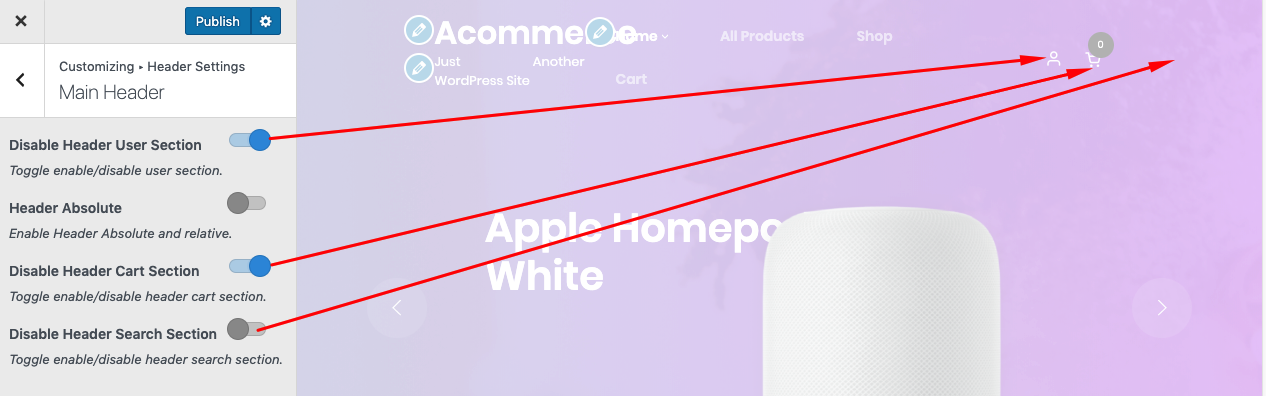 Publish
Customizing ▸ Header Settings
Main Header
Disable Header User Section
Toggle enable/disable user section.
Header Absolute
Enable Header Absolute and relative.
Disable Header Cart Section
Toggle enable/disable header cart section.
Disable Header Search Section
Toggle enable/disable header search section.
Acommerce
Just Another
WordPress Site
Home All Products Shop
Cart
0
Apple Homepo
White